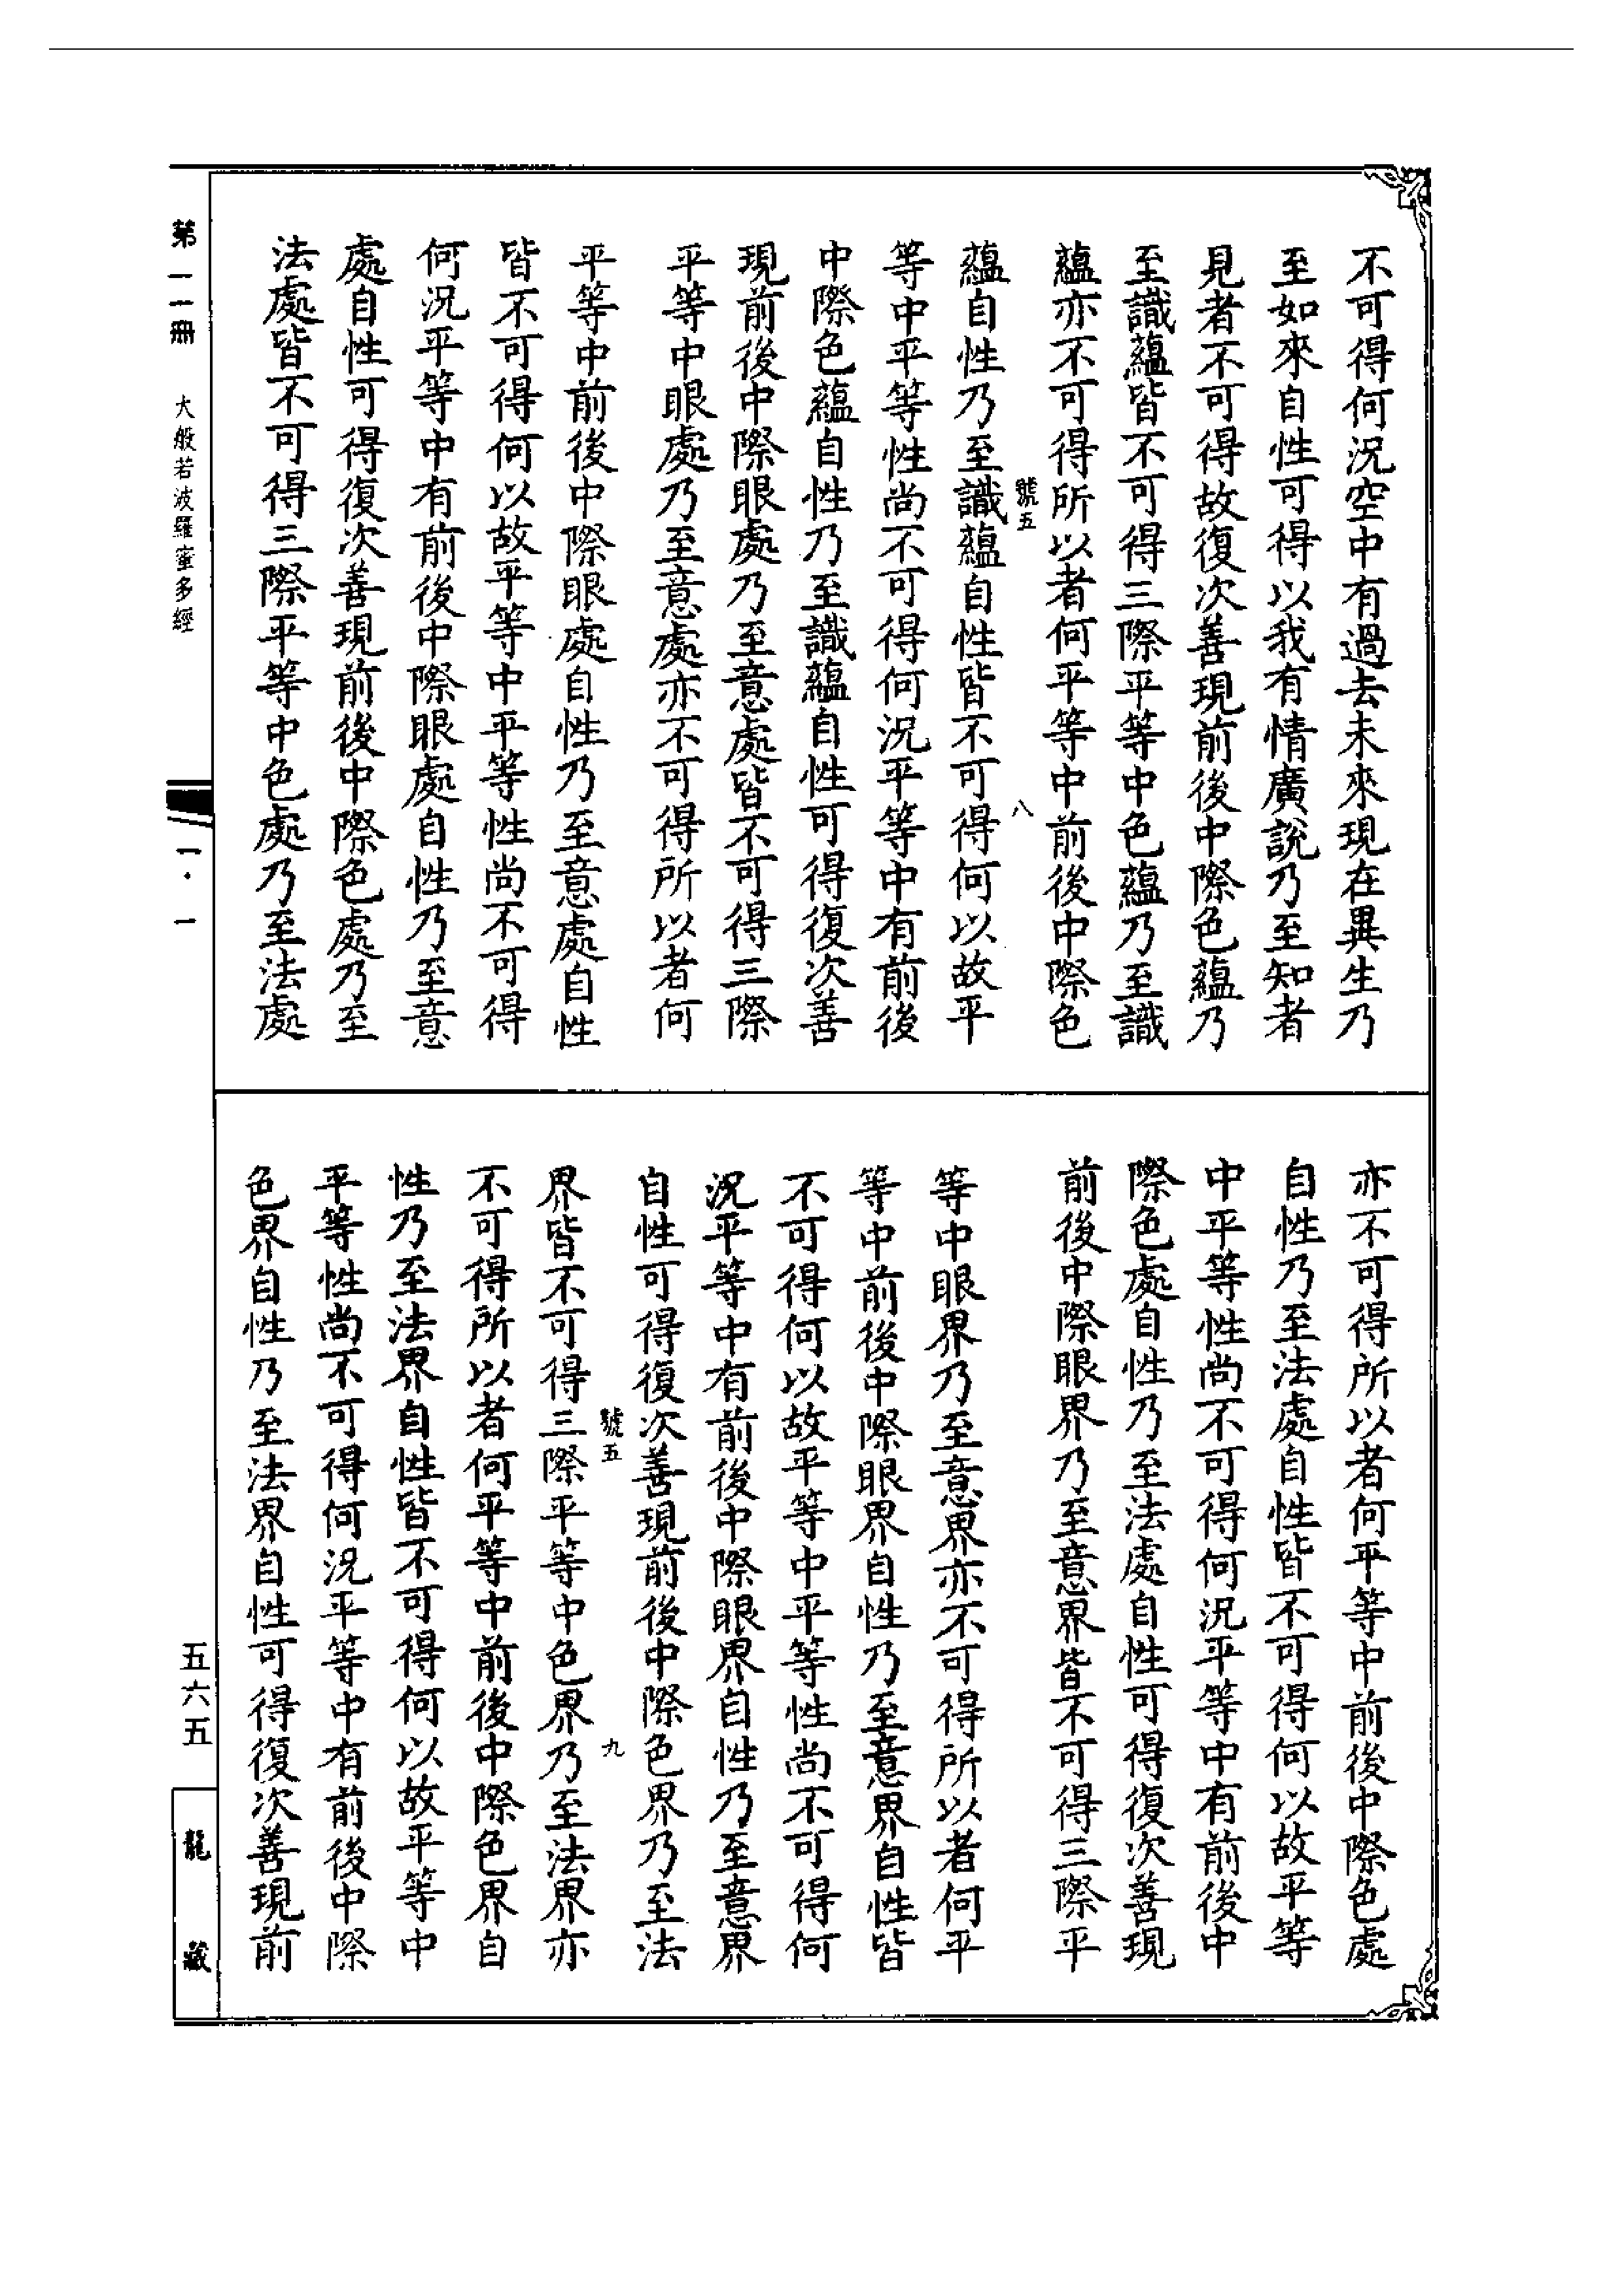 不可得何況空中有過去未來現在異生乃
至如來自性可得以我有情廣說乃至知者
見者不可得故復次善現前後中際色蘊乃
至識蘊皆不可得三際平等中色蘊乃至識
蘊亦不可得所以者何平等中前後中際色
號五 八
蘊自性乃至識蘊自性皆不可得何以故平
等中平等性尚不可得何況平等中有前後
中際色蘊自性乃至識蘊自性可得復次善
現前後中際眼處乃至意處皆不可得三際
平等中眼處乃至意處亦不可得所以者何
平等中前後中際眼處自性乃至意處自性
皆不可得何以故平等中平等性尚不可得
何況平等中有前後中際眼處自性乃至意
處自性可得復次善現前後中際色處乃至
法處皆不可得三際平等中色處乃至法處
亦不可得所以者何平等中前後中際色處
自性乃至法處自性皆不可得何以故平等
中平等性尚不可得何況平等中有前後中
際色處自性乃至法處自性可得復次善現
前後中際眼界乃至意界皆不可得三際平
等中眼界乃至意界亦不可得所以者何平
等中前後中際眼界自性乃至意界自性皆
不可得何以故平等中平等性尚不可得何
況平等中有前後中際眼界自性乃至意界
自性可得復次善現前後中際色界乃至法
號五 九
界皆不可得三際平等中色界乃至法界亦
不可得所以者何平等中前後中際色界自
性乃至法界自性皆不可得何以故平等中
平等性尚不可得何況平等中有前後中際
色界自性乃至法界自性可得復次善現前
第一一冊 大般若波羅蜜多經 一·一 五六五 龍藏